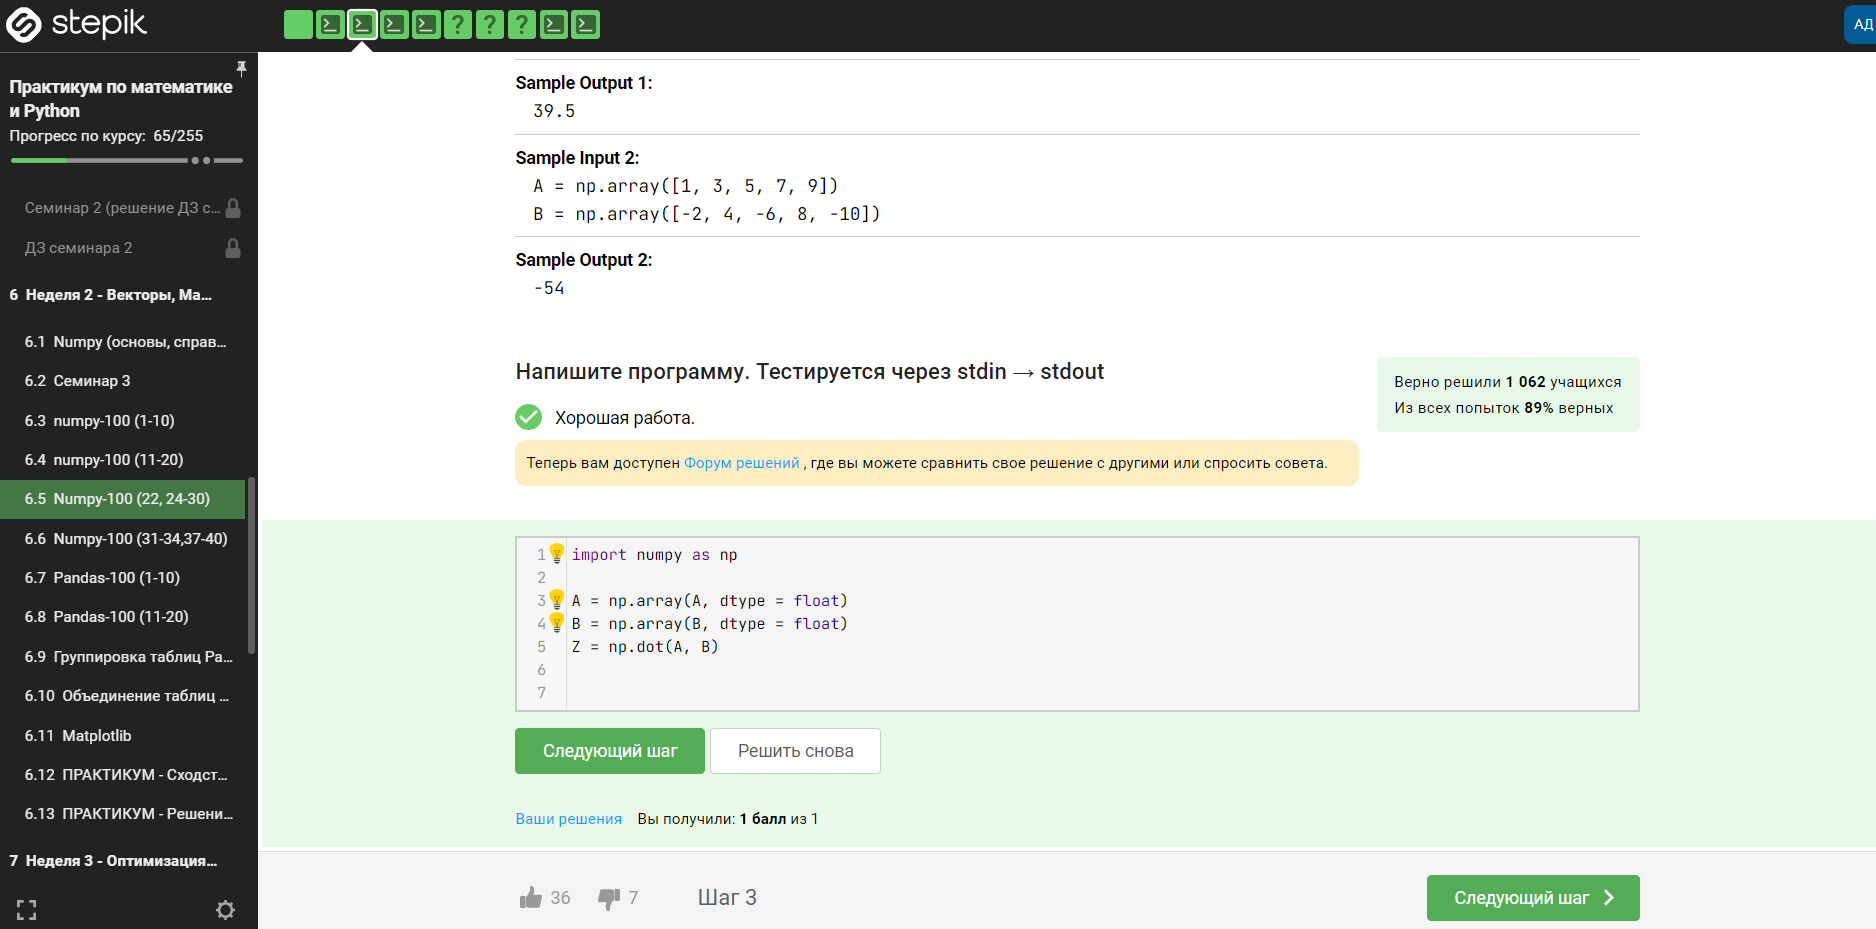 stepik
АД
Практикум по математике
и Python
Прогресс по курсу: 65/255
Семинар 2 (решение ДЗ с...
ДЗ семинара 2
6 Неделя 2 - Векторы, Ма...
6.1 Numpy (основы, справ...
6.2 Семинар 3
6.3 numpy-100 (1-10)
6.4 numpy-100 (11-20)
6.5 Numpy-100 (22, 24-30)
6.6 Numpy-100 (31-34,37-40)
6.7 Pandas-100 (1-10)
6.8 Pandas-100 (11-20)
6.9 Группировка таблиц Pa...
6.10 Объединение таблиц ...
6.11 Matplotlib
6.12 ПРАКТИКУМ - Сходст...
6.13 ПРАКТИКУМ - Решени...
7 Неделя 3 - Оптимизация...
Sample Output 1:
39.5
Sample Input 2:
A = np.array([1, 3, 5, 7, 9])
B = np.array([-2, 4, -6, 8, -10])
Sample Output 2:
-54
Напишите программу. Тестируется через stdin → stdout
Верно решили 1 062 учащихся
Из всех попыток 89% верных
Хорошая работа.
Теперь вам доступен Форум решений , где вы можете сравнить свое решение с другими или спросить совета.
1 import numpy as np
2
3 A = np.array(A, dtype = float)
4 B = np.array(B, dtype = float)
5 Z = np.dot(A, B)
6
7
Следующий шаг
Решить снова
Ваши решения Вы получили: 1 балл из 1
36 7 Шаг 3
Следующий шаг